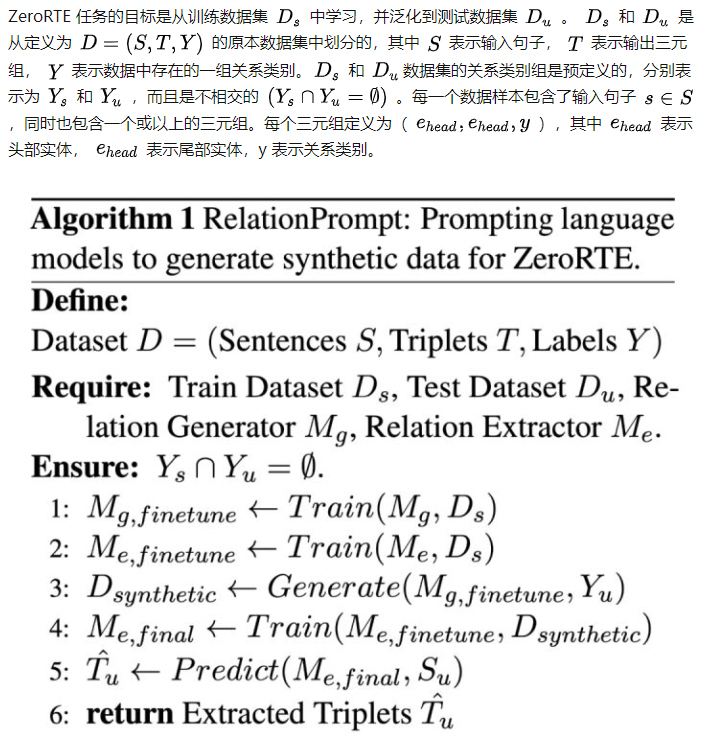 ZeroRTE 任务的目标是从训练数据集 $D_s$ 中学习，并泛化到测试数据集 $D_u$ 。 $D_s$ 和 $D_u$ 是
从定义为 $D = (S, T, Y)$ 的原本数据集中划分的，其中 $S$ 表示输入句子， $T$ 表示输出三元
组， $Y$ 表示数据中存在的一组关系类别。$D_s$ 和 $D_u$ 数据集的关系类别组是预定义的，分别表
示为 $Y_s$ 和 $Y_u$ ，而且是不相交的 $(Y_s \cap Y_u = \emptyset)$ 。每一个数据样本包含了输入句子 $s \in S$
，同时也包含一个或以上的三元组。每个三元组定义为（ $e_{head}, e_{head}, y$ ），其中 $e_{head}$ 表示
头部实体， $e_{head}$ 表示尾部实体，y 表示关系类别。
Algorithm 1 RelationPrompt: Prompting language
models to generate synthetic data for ZeroRTE.
Define:
Dataset $D$ = (Sentences $S$, Triplets $T$, Labels $Y$)
Require: Train Dataset $D_s$, Test Dataset $D_u$, Re-
lation Generator $M_g$, Relation Extractor $M_e$.
Ensure: $Y_s \cap Y_u = \emptyset$.
1: $M_{g,finetune} \leftarrow Train(M_g, D_s)$
2: $M_{e,finetune} \leftarrow Train(M_e, D_s)$
3: $D_{synthetic} \leftarrow Generate(M_{g,finetune}, Y_u)$
4: $M_{e,final} \leftarrow Train(M_{e,finetune}, D_{synthetic})$
5: $\hat{T}_u \leftarrow Predict(M_{e,final}, S_u)$
6: return Extracted Triplets $\hat{T}_u$